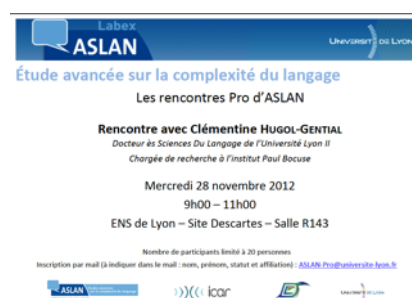 Labex
ASLAN
UNIVERSITÉ DE LYON
Étude avancée sur la complexité du langage
Les rencontres Pro d'ASLAN
Rencontre avec Clémentine HUGOL-GENTIAL
Docteur ès Sciences Du Langage de l'Université Lyon II
Chargée de recherche à l'institut Paul Bocuse
Mercredi 28 novembre 2012
9h00 – 11h00
ENS de Lyon – Site Descartes – Salle R143
Nombre de participants limité à 20 personnes
Inscription par mail (à indiquer dans le mail : nom, prénom, statut et affiliation) : ASLAN-Pro@universite-lyon.fr
ASLAN
icar
UNIVERSITÉ DE LYON